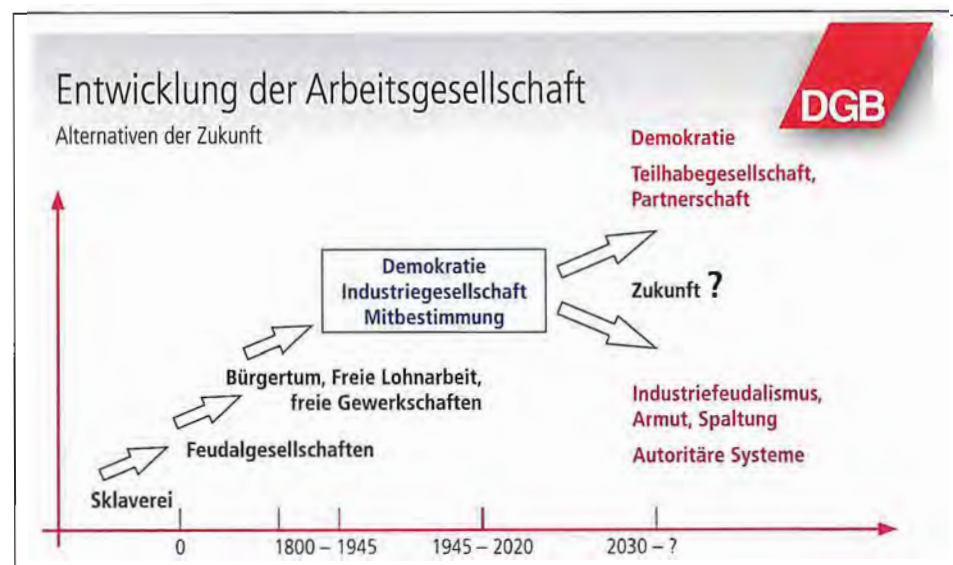 Entwicklung der Arbeitsgesellschaft
Alternativen der Zukunft
DGB
Demokratie
Teilhabegesellschaft,
Partnerschaft
Demokratie
Industriegesellschaft
Mitbestimmung
Zukunft ?
Bürgertum, Freie Lohnarbeit,
freie Gewerkschaften
Industriefeudalismus,
Armut, Spaltung
Autoritäre Systeme
Feudalgesellschaften
Sklaverei
0
1800 – 1945
1945 – 2020
2030 – ?